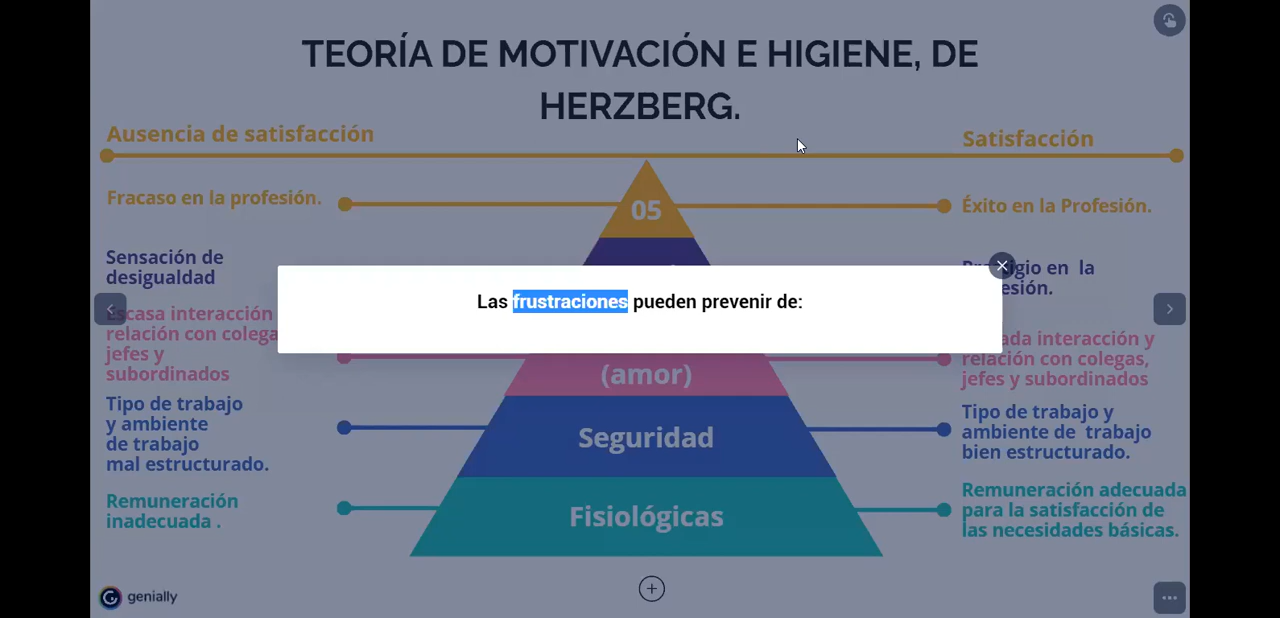 TEORÍA DE MOTIVACIÓN E HIGIENE, DE
HERZBERG.
Ausencia de satisfacción
Satisfacción
Fracaso en la profesión.
05
Éxito en la Profesión.
Sensación de
desigualdad
en la
Las frustraciones pueden prevenir de:
Escasa interacción
relación con colega
jefes y
subordinados
(amor)
interacción y
relación con colegas,
jefes y subordinados
Tipo de trabajo
y ambiente
de trabajo
mal estructurado.
Seguridad
Tipo de trabajo y
ambiente de trabajo
bien estructurado.
Remuneración
inadecuada .
Fisiológicas
Remuneración adecuada
para la satisfacción de
las necesidades básicas.
genially